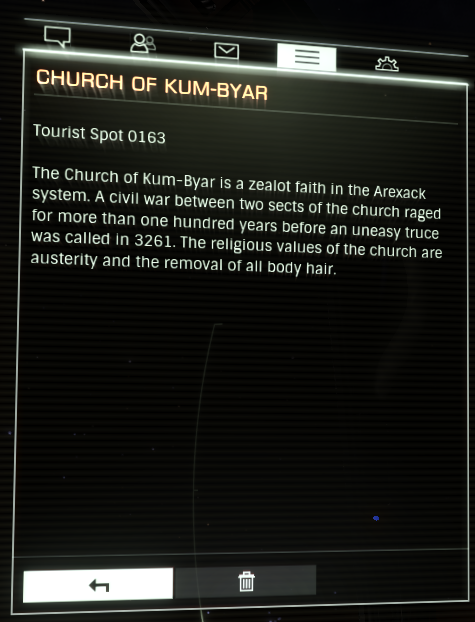 CHURCH OF KUM-BYAR
Tourist Spot 0163
The Church of Kum-Byar is a zealot faith in the Arexack
system. A civil war between two sects of the church raged
for more than one hundred years before an uneasy truce
was called in 3261. The religious values of the church are
austerity and the removal of all body hair.